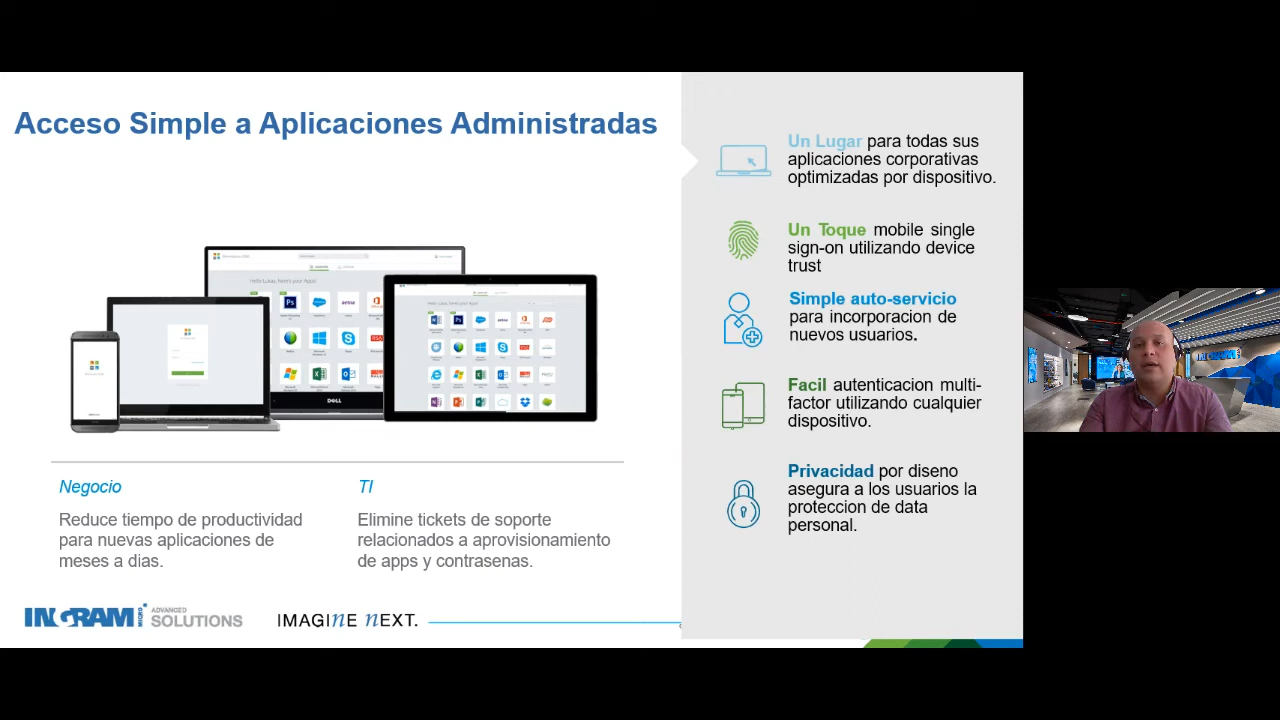 Acceso Simple a Aplicaciones Administradas
Un Lugar para todas sus
aplicaciones corporativas
optimizadas por dispositivo.
Un Toque mobile single
sign-on utilizando device
trust
Simple auto-servicio
para incorporacion de
nuevos usuarios.
Facil autenticacion multi-
factor utilizando cualquier
dispositivo.
Privacidad por diseno
asegura a los usuarios la
proteccion de data
personal.
DELL
Negocio
Reduce tiempo de productividad
para nuevas aplicaciones de
meses a dias.
TI
Elimine tickets de soporte
relacionados a aprovisionamiento
de apps y contrasenas.
INGRAM MICRO ADVANCED
SOLUTIONS
IMAGINE NEXT.
INGRAM